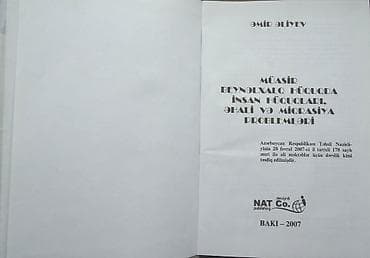 ƏMİR ƏLİYEV
MÜASİR
BEYNƏLXALQ HÜQUQDA
İNSAN HÜQUQLARI,
ƏHALİ VƏ MİQRASİYA
PROBLEMLƏRİ
Azərbaycan Respublikası Təhsil Nazirli-
yinin 28 fevral 2007-ci il tarixli 178 saylı
əmri ilə ali məktəblər üçün dərslik kimi
təsdiq edilmişdir.
NAT Co.
BAKI – 2007